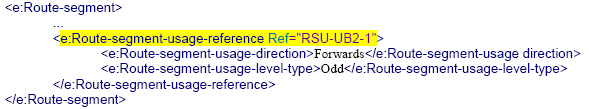 <e:Route-segment>
...
<e:Route-segment-usage-reference Ref="RSU-UB2-1">
<e:Route-segment-usage-direction>Forwards</e:Route-segment-usage direction>
<e:Route-segment-usage-level-type>Odd</e:Route-segment-usage-level-type>
</e:Route-segment-usage-reference>
</e:Route-segment>